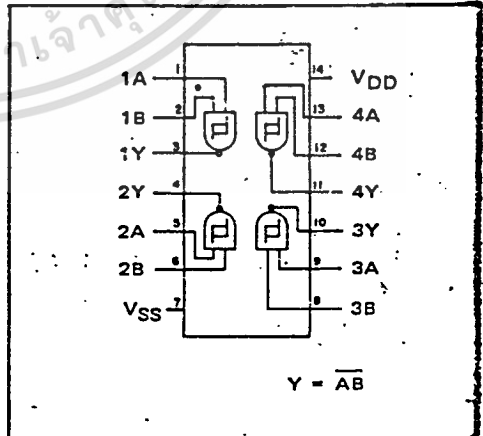 1A 1 14 VDD
1B 2 13 4A
1Y 3 12 4B
2Y 4 11 4Y
2A 5 10 3Y
2B 6 9 3A
VSS 7 8 3B
Y = A̅B̅